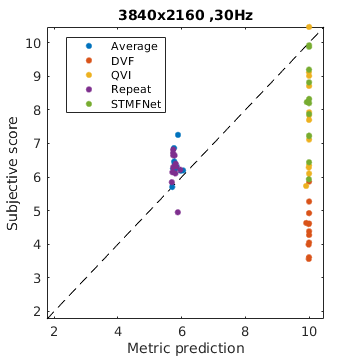 3840x2160 ,30Hz
Subjective score
10
9
8
7
6
5
4
3
2
Average
DVF
QVI
Repeat
STMFNet
2 4 6 8 10
Metric prediction